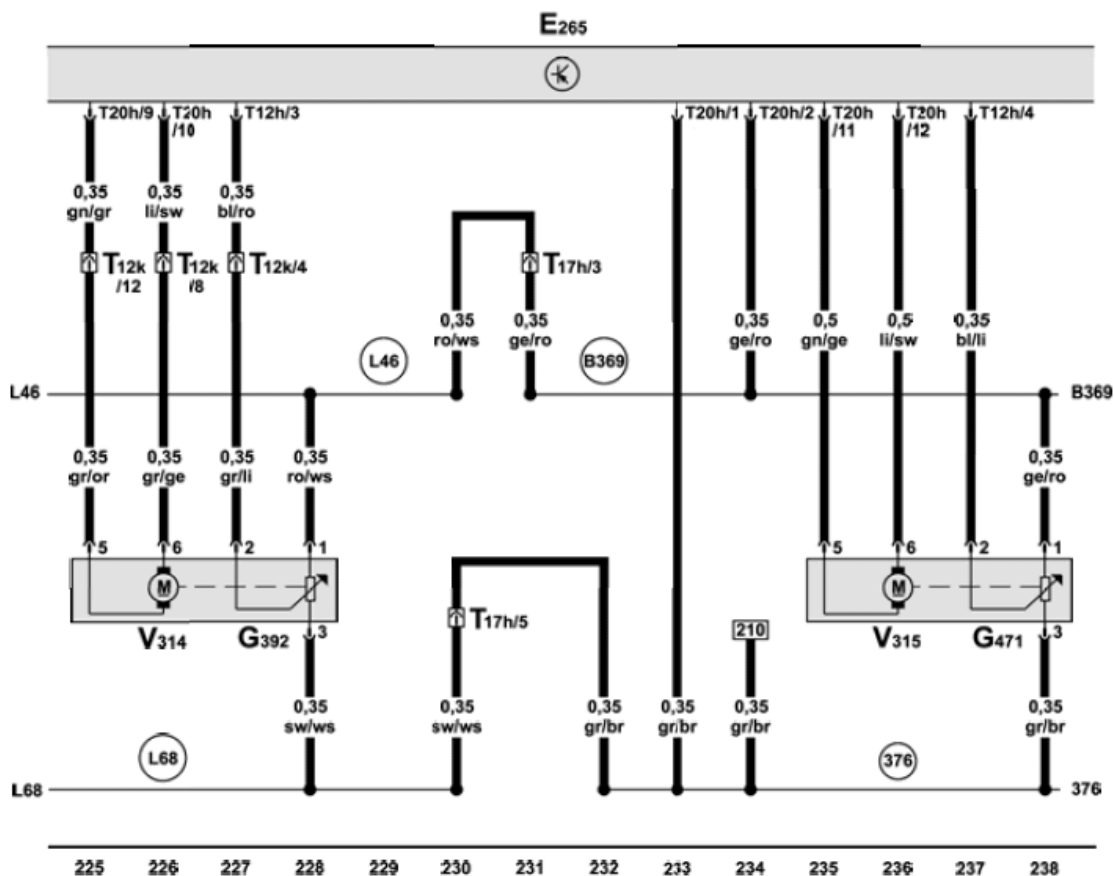 E265
T20h/9 T20h T12h/3 T20h/1 T20h/2 T20h T20h T12h/4
/10 /11 /12
0,35 0,35 0,35
gn/gr li/sw bl/ro
T12k T12k T12k/4 T17h/3
/12 /8
0,35 0,35 0,35 0,5 0,5 0,35
ro/ws ge/ro ge/ro gn/ge li/sw bl/li
L46 B369
L46 B369
0,35 0,35 0,35 0,35 0,35
gr/or gr/ge gr/li ro/ws ge/ro
5 6 2 1 5 6 2 1
M M
T17h/5 210
V314 G392 3 V315 G471 3
0,35 0,35 0,35 0,35 0,35 0,35
sw/ws sw/ws gr/br gr/br gr/br gr/br
L68 376
L68 376
225 226 227 228 229 230 231 232 233 234 235 236 237 238